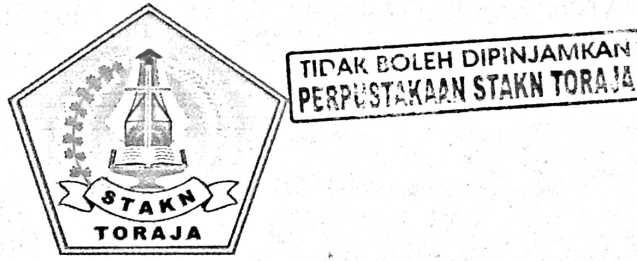 TIDAK BOLEH DIPINJAMKAN
PERPUSTAKAAN STAKN TORAJA
STAKN
TORAJA